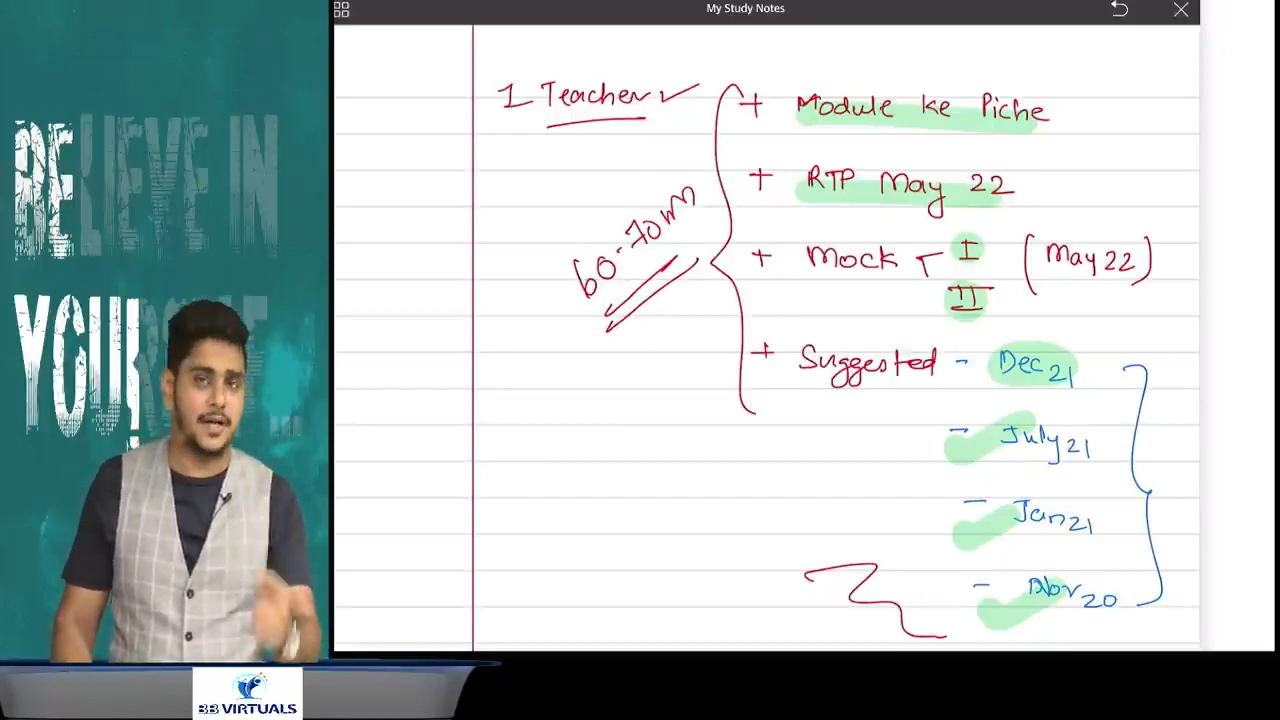 My Study Notes
BELIEVE IN
YOUR
1 Teacher ✓
+ Module ke Piche
+ RTP May 22
60-70m
+ Mock I (May 22)
II
+ Suggested - Dec 21
- July 21
- Jan 21
- Nov 20
BB VIRTUALS